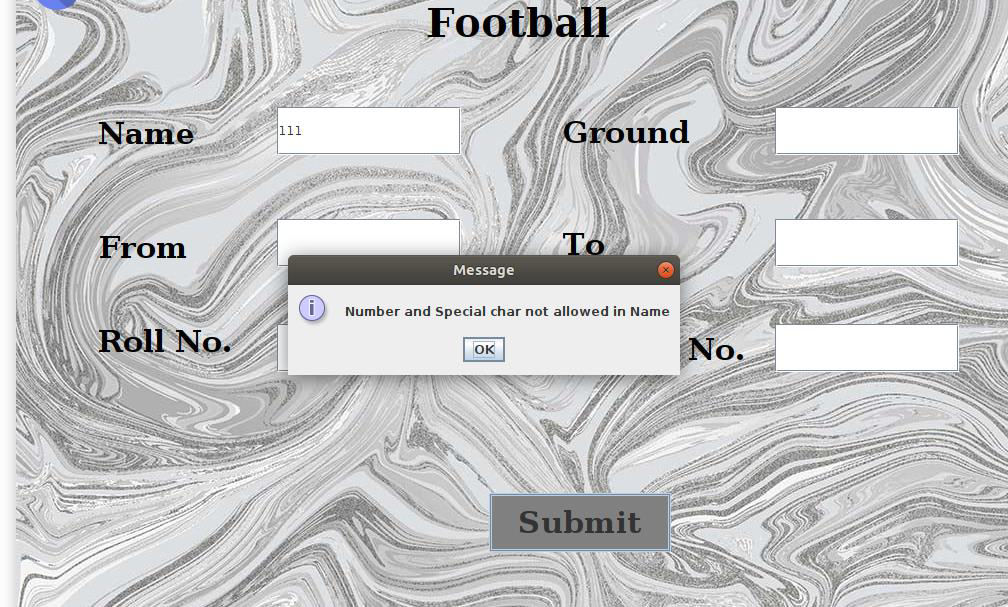 Football
Name
111
Ground
From
To
Message
Number and Special char not allowed in Name
OK
Roll No.
No.
Submit